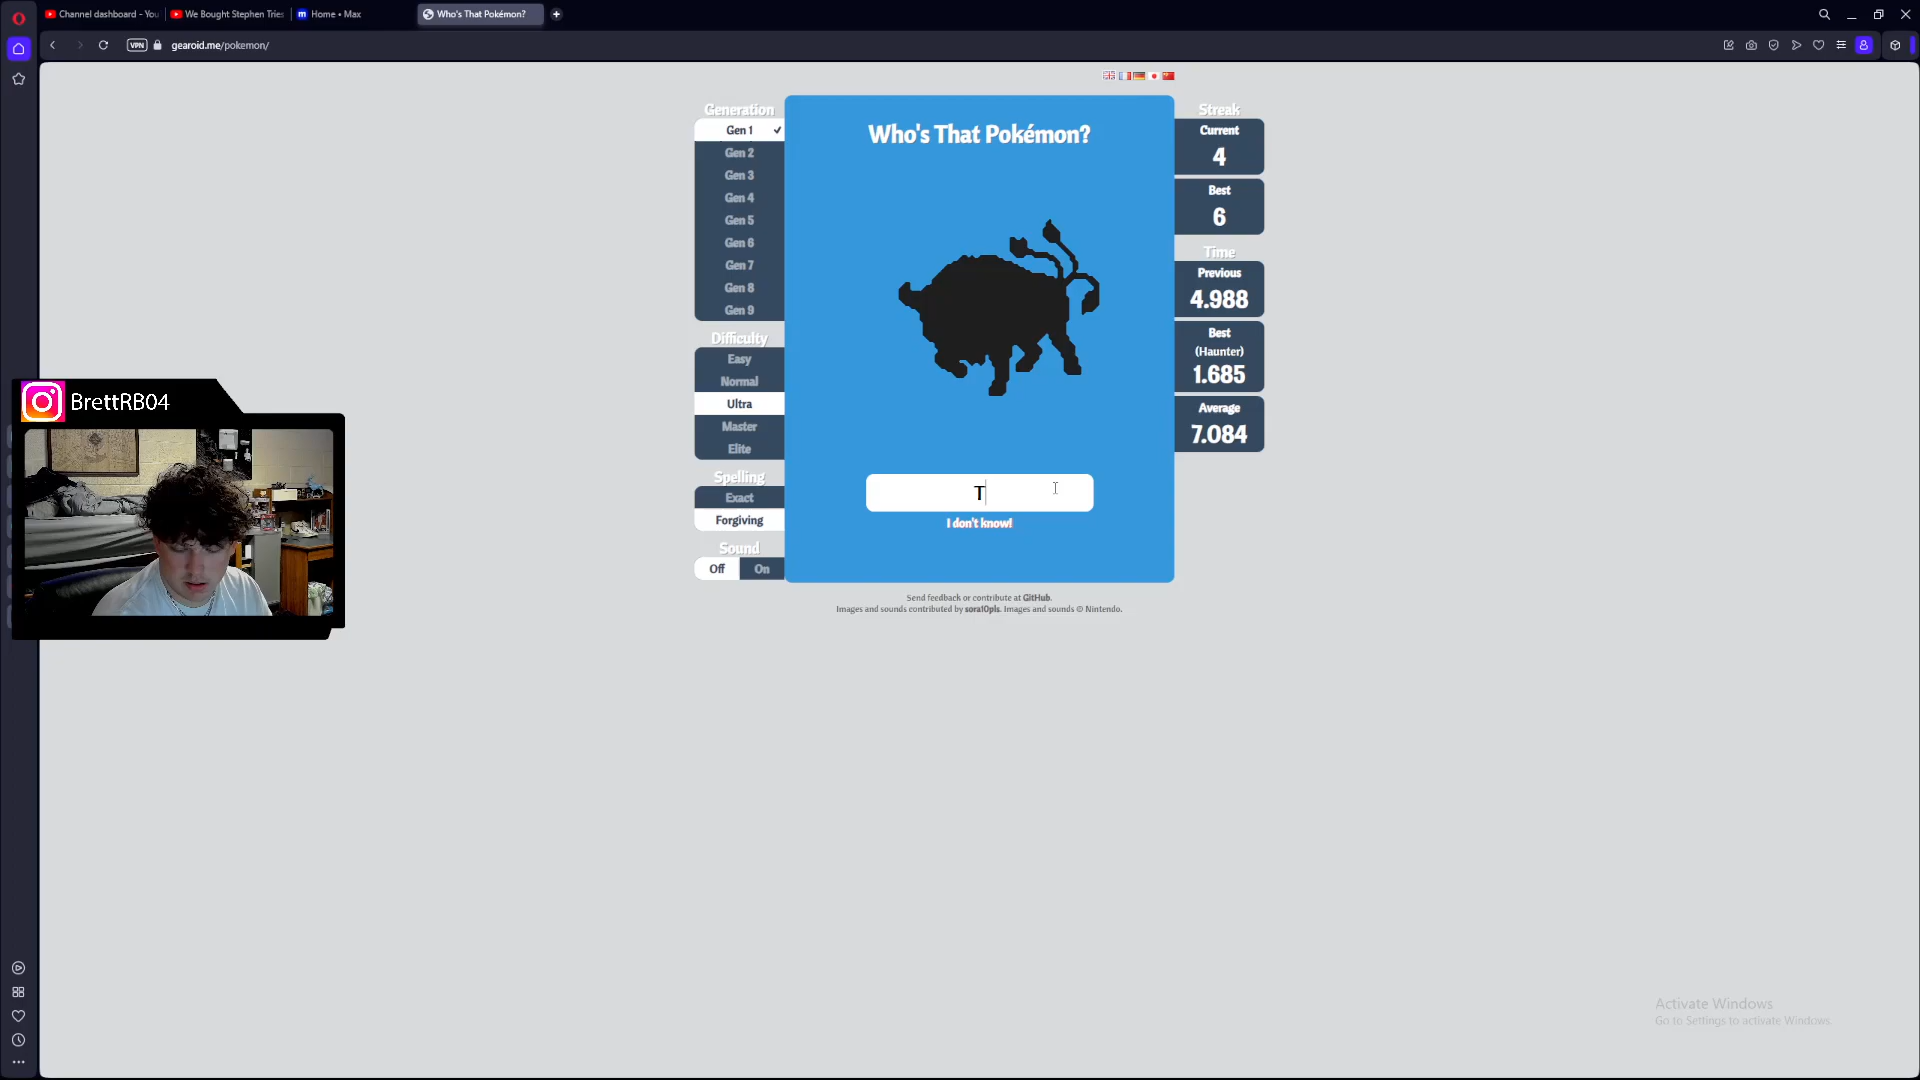 Channel dashboard - You
We Bought Stephen Tries
Home • Max
Who's That Pokémon?
VPN
gearoid.me/pokemon/
Generation
Gen 1
Gen 2
Gen 3
Gen 4
Gen 5
Gen 6
Gen 7
Gen 8
Gen 9
Difficulty
Easy
Normal
Ultra
Master
Elite
Spelling
Exact
Forgiving
Sound
Off On
Who's That Pokémon?
T
I don't know!
Streak
Current
4
Best
6
Time
Previous
4.988
Best
(Haunter)
1.685
Average
7.084
Send feedback or contribute at GitHub.
Images and sounds contributed by sora10pls. Images and sounds © Nintendo.
BrettRB04
Activate Windows
Go to Settings to activate Windows.